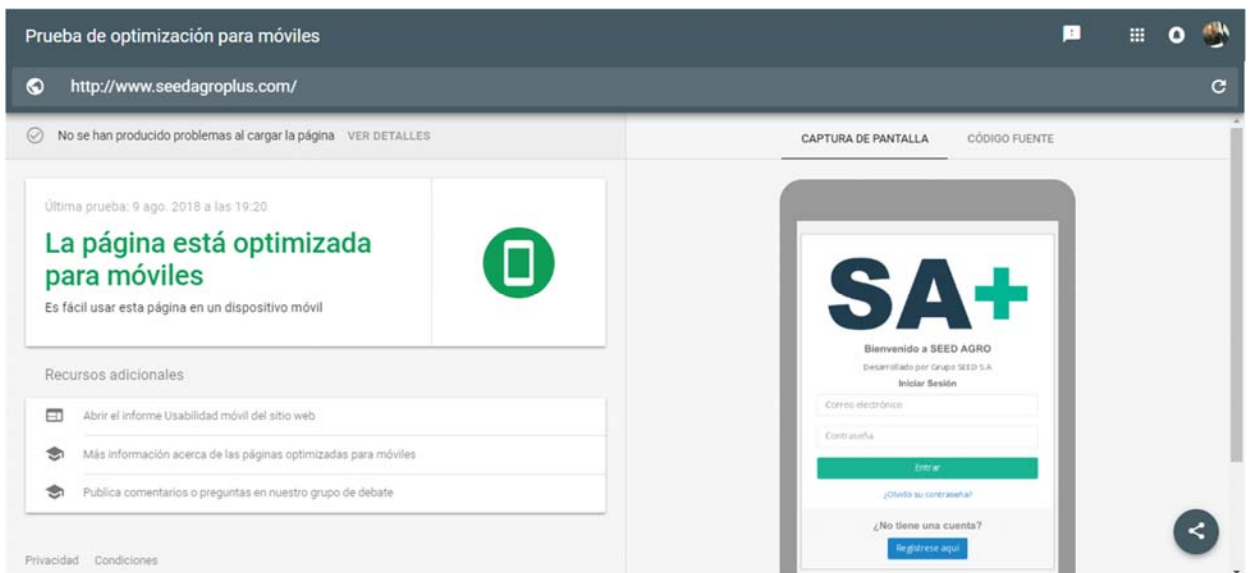 Prueba de optimización para móviles
http://www.seedagroplus.com/
No se han producido problemas al cargar la página VER DETALLES
Última prueba: 9 ago. 2018 a las 19:20
La página está optimizada
para móviles
Es fácil usar esta página en un dispositivo móvil
Recursos adicionales
Abrir el informe Usabilidad móvil del sitio web
Más información acerca de las páginas optimizadas para móviles
Publica comentarios o preguntas en nuestro grupo de debate
Privacidad Condiciones
CAPTURA DE PANTALLA CÓDIGO FUENTE
SA+
Bienvenido a SEED AGRO
Desarrollado por Grupo SEED S.A
Iniciar Sesión
Correo electrónico
Contraseña
Entrar
¿Olvidó su contraseña?
¿No tiene una cuenta?
Regístrese aquí